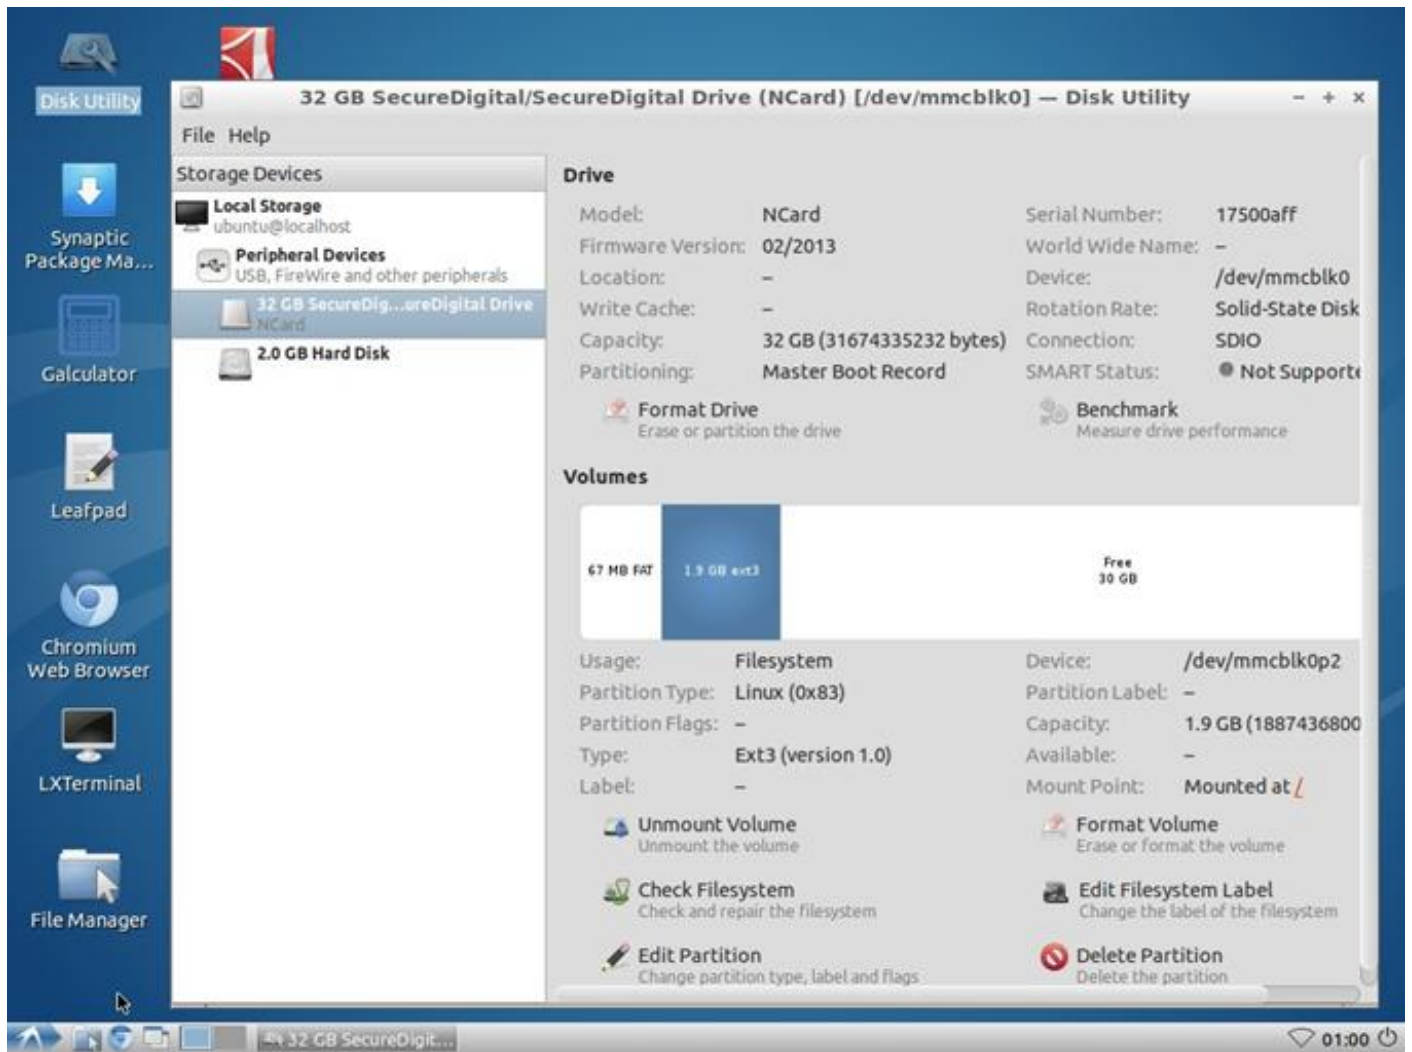 Disk Utility
Synaptic
Package Ma...
Galculator
Leafpad
Chromium
Web Browser
LXTerminal
File Manager
32 GB SecureDigital/SecureDigital Drive (NCard) [/dev/mmcblk0] — Disk Utility
File Help
Storage Devices
Local Storage
ubuntu@localhost
Peripheral Devices
USB, FireWire and other peripherals
32 GB SecureDig...ureDigital Drive
NCard
2.0 GB Hard Disk
Drive
Model: NCard Serial Number: 17500aff
Firmware Version: 02/2013 World Wide Name: –
Location: – Device: /dev/mmcblk0
Write Cache: – Rotation Rate: Solid-State Disk
Capacity: 32 GB (31674335232 bytes) Connection: SDIO
Partitioning: Master Boot Record SMART Status: Not Supporte
Format Drive
Erase or partition the drive
Benchmark
Measure drive performance
Volumes
67 MB FAT
1.9 GB ext3
Free
30 GB
Usage: Filesystem Device: /dev/mmcblk0p2
Partition Type: Linux (0x83) Partition Label: –
Partition Flags: – Capacity: 1.9 GB (1887436800
Type: Ext3 (version 1.0) Available: –
Label: – Mount Point: Mounted at /
Unmount Volume
Unmount the volume
Format Volume
Erase or format the volume
Check Filesystem
Check and repair the filesystem
Edit Filesystem Label
Change the label of the filesystem
Edit Partition
Change partition type, label and flags
Delete Partition
Delete the partition
32 GB SecureDigit...
01:00